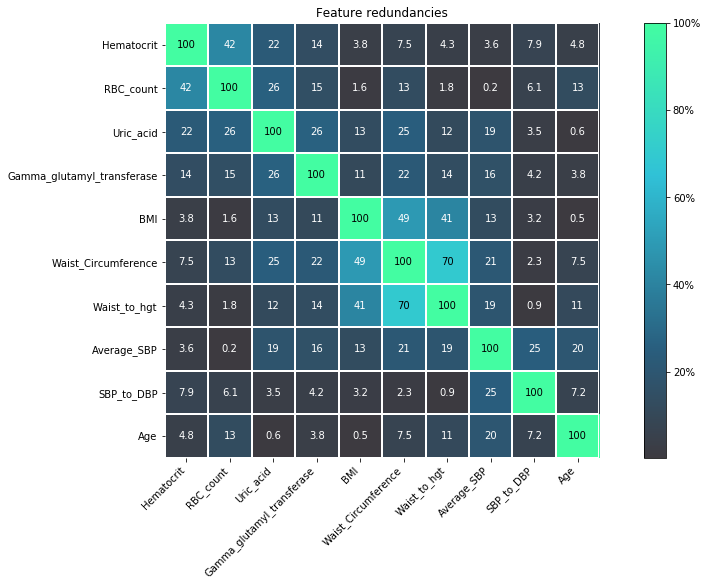 Feature redundancies
Hematocrit 100 42 22 14 3.8 7.5 4.3 3.6 7.9 4.8
RBC_count 42 100 26 15 1.6 13 1.8 0.2 6.1 13
Uric_acid 22 26 100 26 13 25 12 19 3.5 0.6
Gamma_glutamyl_transferase 14 15 26 100 11 22 14 16 4.2 3.8
BMI 3.8 1.6 13 11 100 49 41 13 3.2 0.5
Waist_Circumference 7.5 13 25 22 49 100 70 21 2.3 7.5
Waist_to_hgt 4.3 1.8 12 14 41 70 100 19 0.9 11
Average_SBP 3.6 0.2 19 16 13 21 19 100 25 20
SBP_to_DBP 7.9 6.1 3.5 4.2 3.2 2.3 0.9 25 100 7.2
Age 4.8 13 0.6 3.8 0.5 7.5 11 20 7.2 100
Hematocrit
RBC_count
Uric_acid
Gamma_glutamyl_transferase
BMI
Waist_Circumference
Waist_to_hgt
Average_SBP
SBP_to_DBP
Age
100%
80%
60%
40%
20%